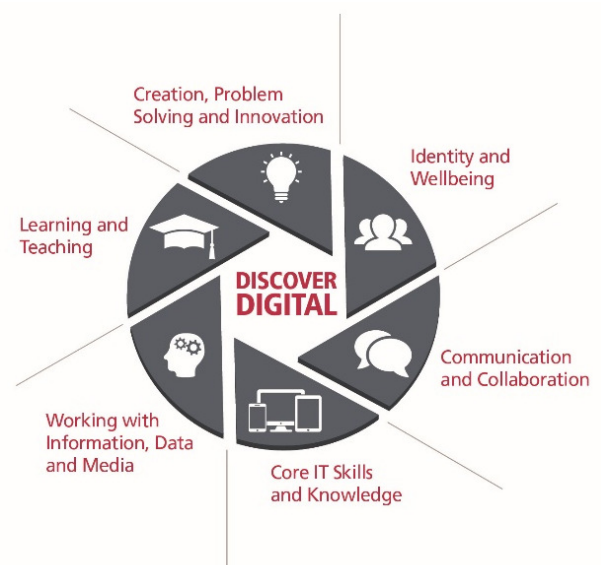 Creation, Problem
Solving and Innovation
Identity and
Wellbeing
Learning and
Teaching
DISCOVER
DIGITAL
Communication
and Collaboration
Working with
Information, Data
and Media
Core IT Skills
and Knowledge